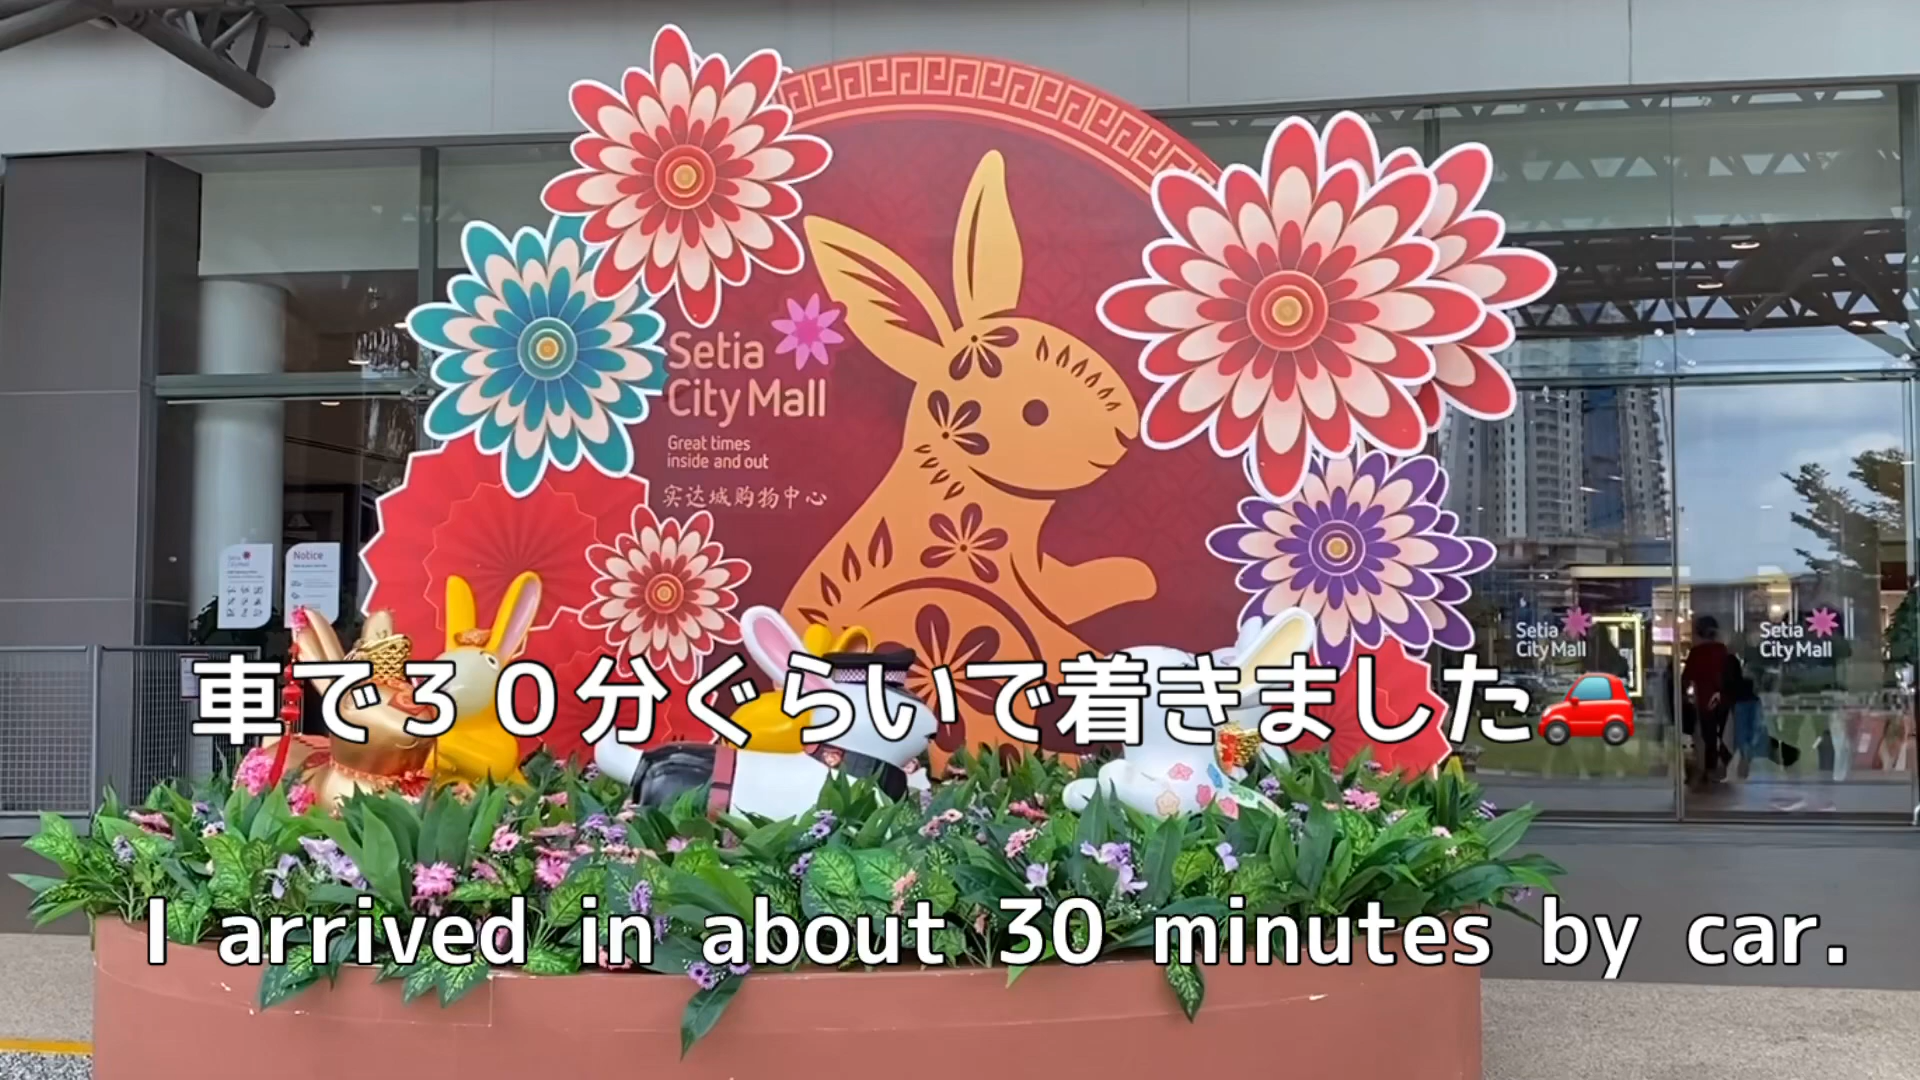 Setia
City Mall
Great times
inside and out
实达城购物中心
Notice
Setia
City Mall
Setia
City Mall
車で３０分ぐらいで着きました🚗
I arrived in about 30 minutes by car.